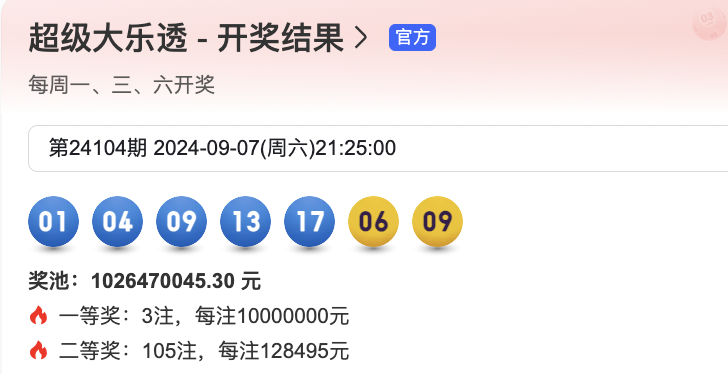 超级大乐透 - 开奖结果 官方
每周一、三、六开奖
第24104期 2024-09-07(周六)21:25:00
01 04 09 13 17 06 09
奖池：1026470045.30 元
一等奖：3注，每注10000000元
二等奖：105注，每注128495元